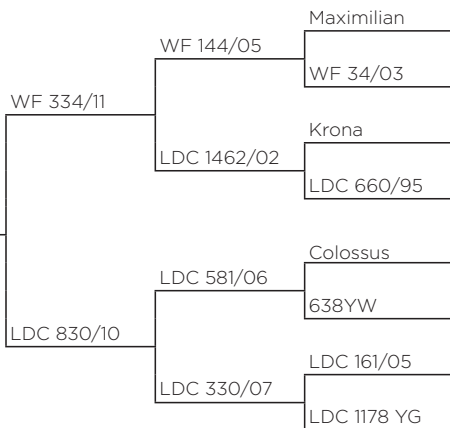 Maximilian
WF 144/05
WF 34/03
WF 334/11
Krona
LDC 1462/02
LDC 660/95
Colossus
LDC 581/06
638YW
LDC 830/10
LDC 161/05
LDC 330/07
LDC 1178 YG